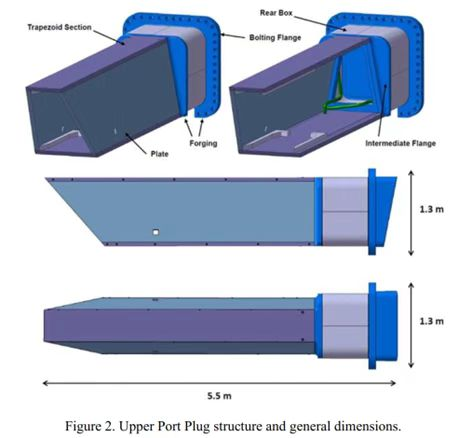 Rear Box
Trapezoid Section
Bolting Flange
Forging
Intermediate Flange
Plate
1.3 m
1.3 m
5.5 m
Figure 2. Upper Port Plug structure and general dimensions.